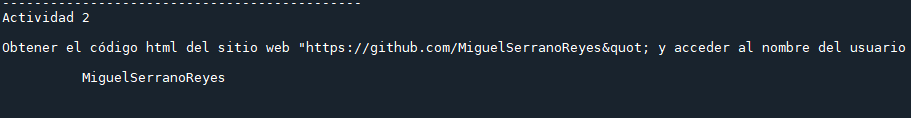 ---------------------------------------------
Actividad 2
Obtener el código html del sitio web "https://github.com/MiguelSerranoReyes&quot; y acceder al nombre del usuario
MiguelSerranoReyes